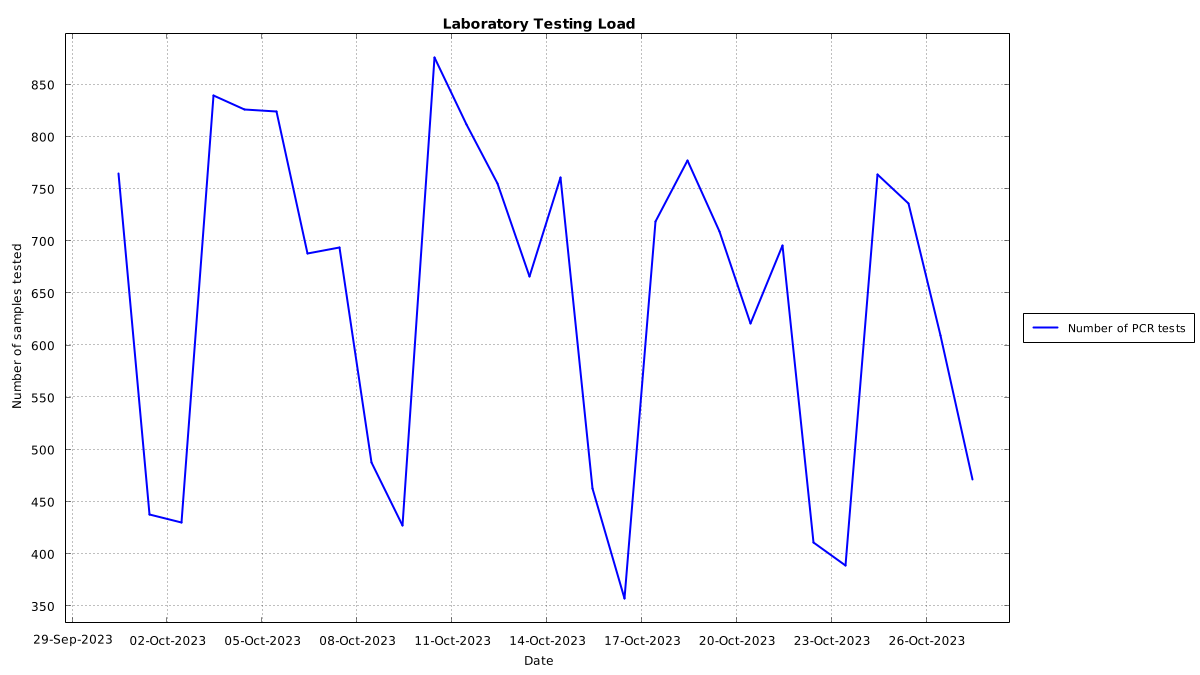 Laboratory Testing Load
850
800
750
700
650
600
550
500
450
400
350
Number of samples tested
29-Sep-2023 02-Oct-2023 05-Oct-2023 08-Oct-2023 11-Oct-2023 14-Oct-2023 17-Oct-2023 20-Oct-2023 23-Oct-2023 26-Oct-2023
Date
Number of PCR tests